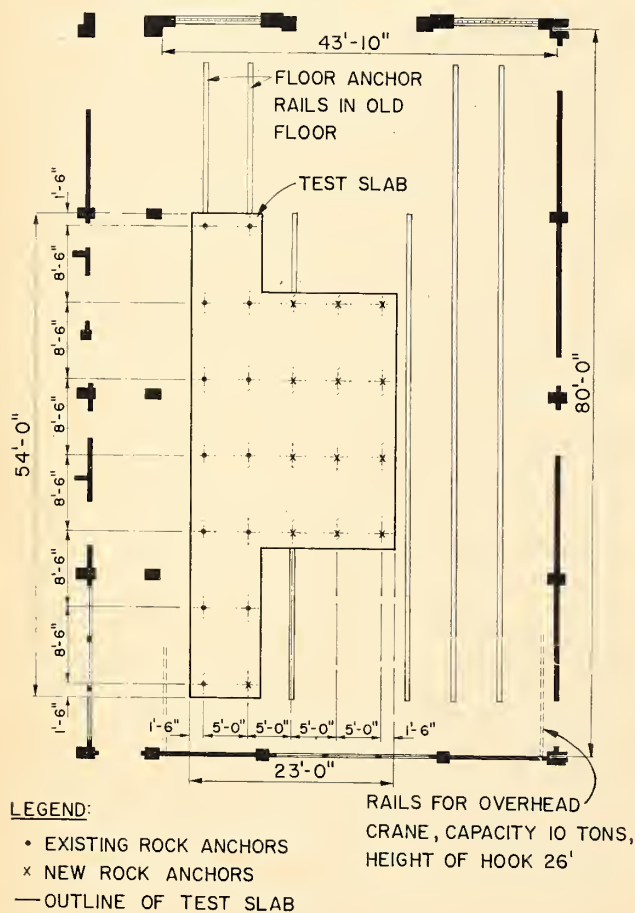 43'-10"
FLOOR ANCHOR
RAILS IN OLD
FLOOR
TEST SLAB
1'-6"
8'-6"
8'-6"
8'-6"
8'-6"
8'-6"
8'-6"
1'-6"
54'-0"
80'-0"
1'-6" 5'-0" 5'-0" 5'-0" 5'-0" 1'-6"
23'-0"
LEGEND:
• EXISTING ROCK ANCHORS
x NEW ROCK ANCHORS
— OUTLINE OF TEST SLAB
RAILS FOR OVERHEAD
CRANE, CAPACITY 10 TONS,
HEIGHT OF HOOK 26'